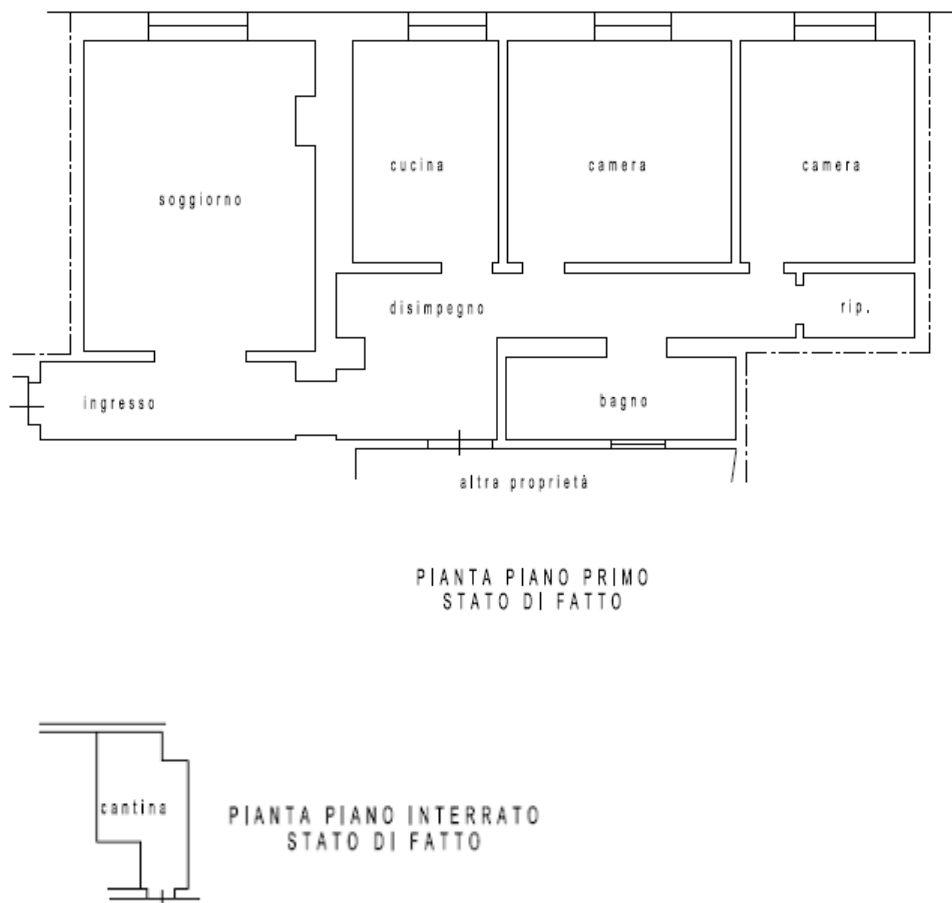 cucina
camera
camera
soggiorno
disimpegno
rip.
ingresso
bagno
altra proprietà
PIANTA PIANO PRIMO
STATO DI FATTO
cantina
PIANTA PIANO INTERRATO
STATO DI FATTO